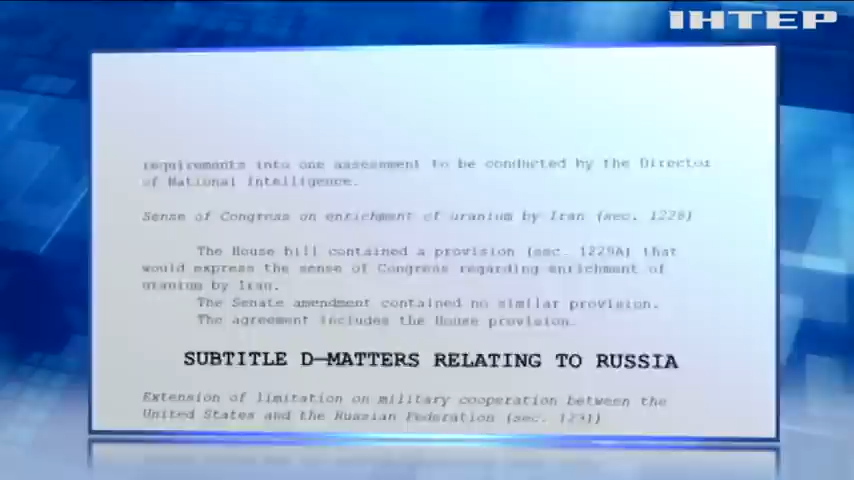 ІНТЕР
requirements into one assessment to be conducted by the Director
of National Intelligence.
Sense of Congress on enrichment of uranium by Iran (sec. 1228)
The House bill contained a provision (sec. 1229A) that
would express the sense of Congress regarding enrichment of
uranium by Iran.
The Senate amendment contained no similar provision.
The agreement includes the House provision.
SUBTITLE D—MATTERS RELATING TO RUSSIA
Extension of limitation on military cooperation between the
United States and the Russian Federation (sec. 1231)